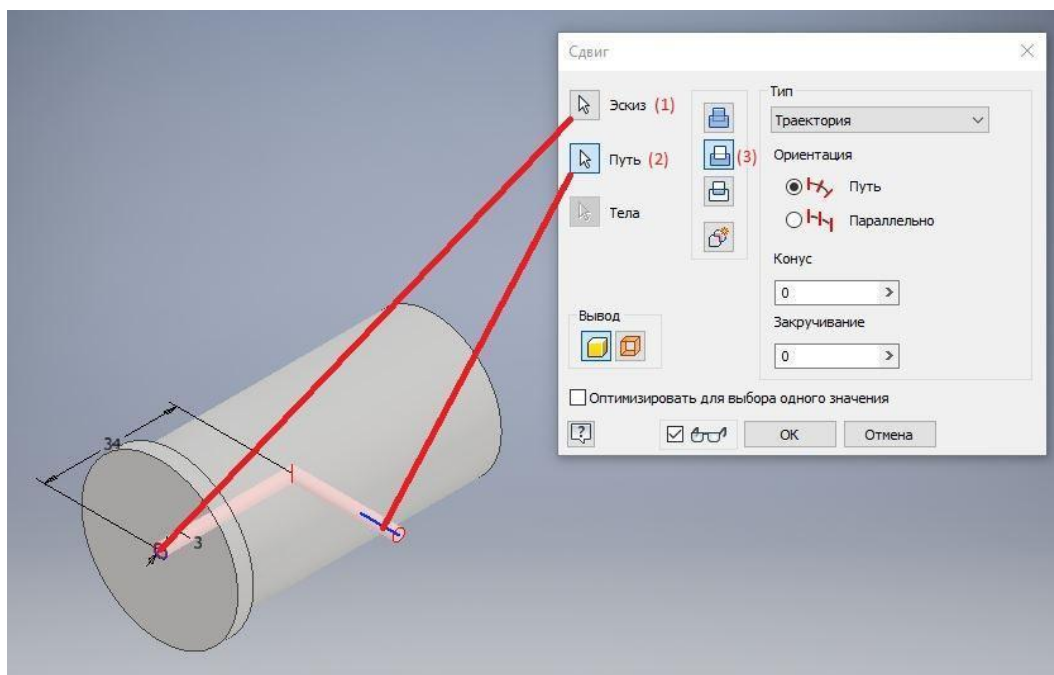 Сдвиг
Эскиз (1)
Путь (2)
Тела
(3)
Тип
Траектория
Ориентация
Путь
Параллельно
Конус
0
Закручивание
0
Вывод
Оптимизировать для выбора одного значения
?
ОК
Отмена
34
3